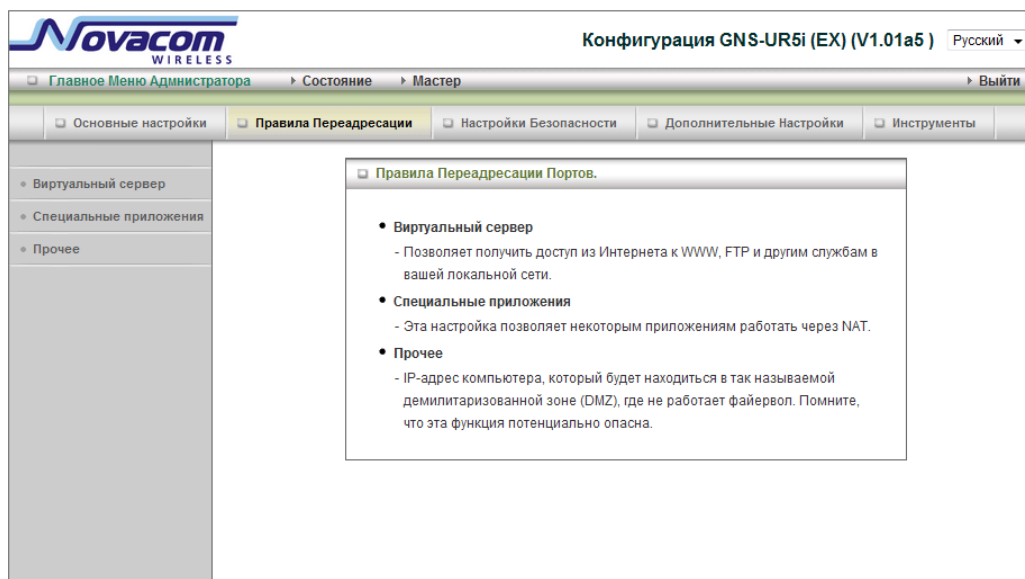 Novacom
WIRELESS
Конфигурация GNS-UR5i (EX) (V1.01a5 )
Русский
Главное Меню Адмнистратора
Состояние
Мастер
Выйти
Основные настройки
Правила Переадресации
Настройки Безопасности
Дополнительные Настройки
Инструменты
Виртуальный сервер
Специальные приложения
Прочее
Правила Переадресации Портов.
Виртуальный сервер
- Позволяет получить доступ из Интернета к WWW, FTP и другим службам в
вашей локальной сети.
Специальные приложения
- Эта настройка позволяет некоторым приложениям работать через NAT.
Прочее
- IP-адрес компьютера, который будет находиться в так называемой
демилитаризованной зоне (DMZ), где не работает файервол. Помните,
что эта функция потенциально опасна.